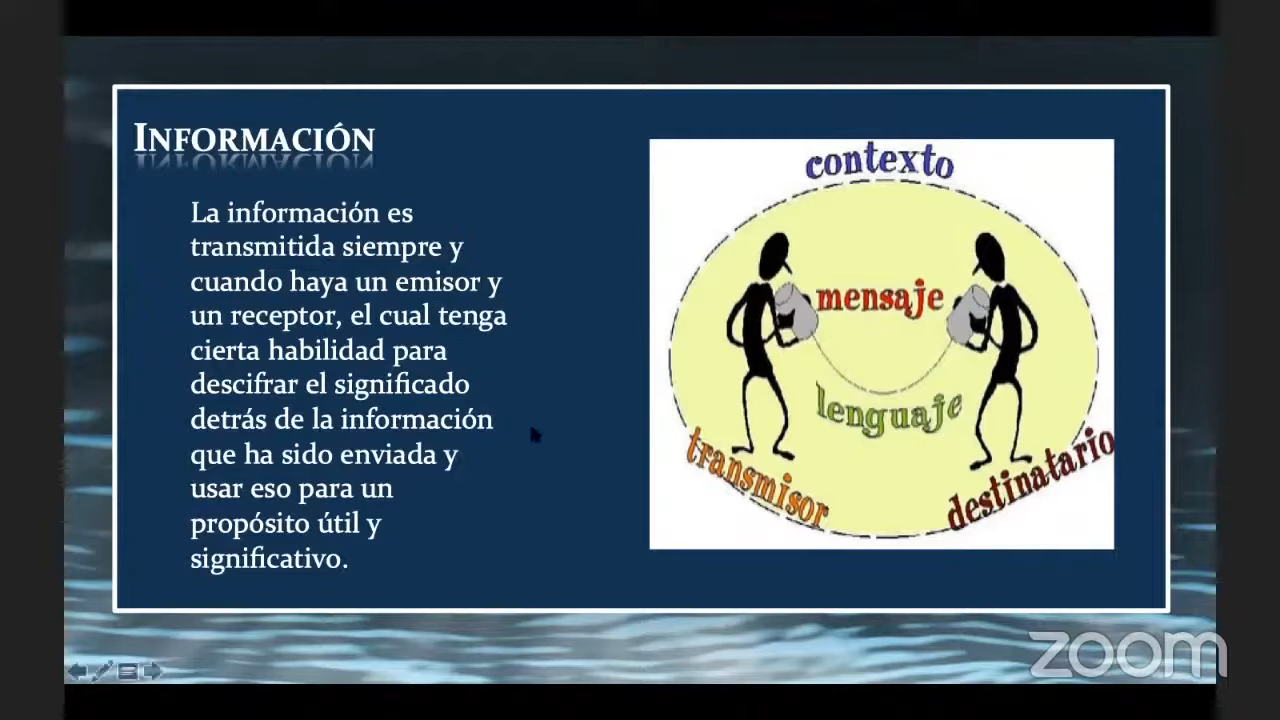 INFORMACIÓN
La información es
transmitida siempre y
cuando haya un emisor y
un receptor, el cual tenga
cierta habilidad para
descifrar el significado
detrás de la información
que ha sido enviada y
usar eso para un
propósito útil y
significativo.
contexto
mensaje
lenguaje
transmisor
destinatario
zoom